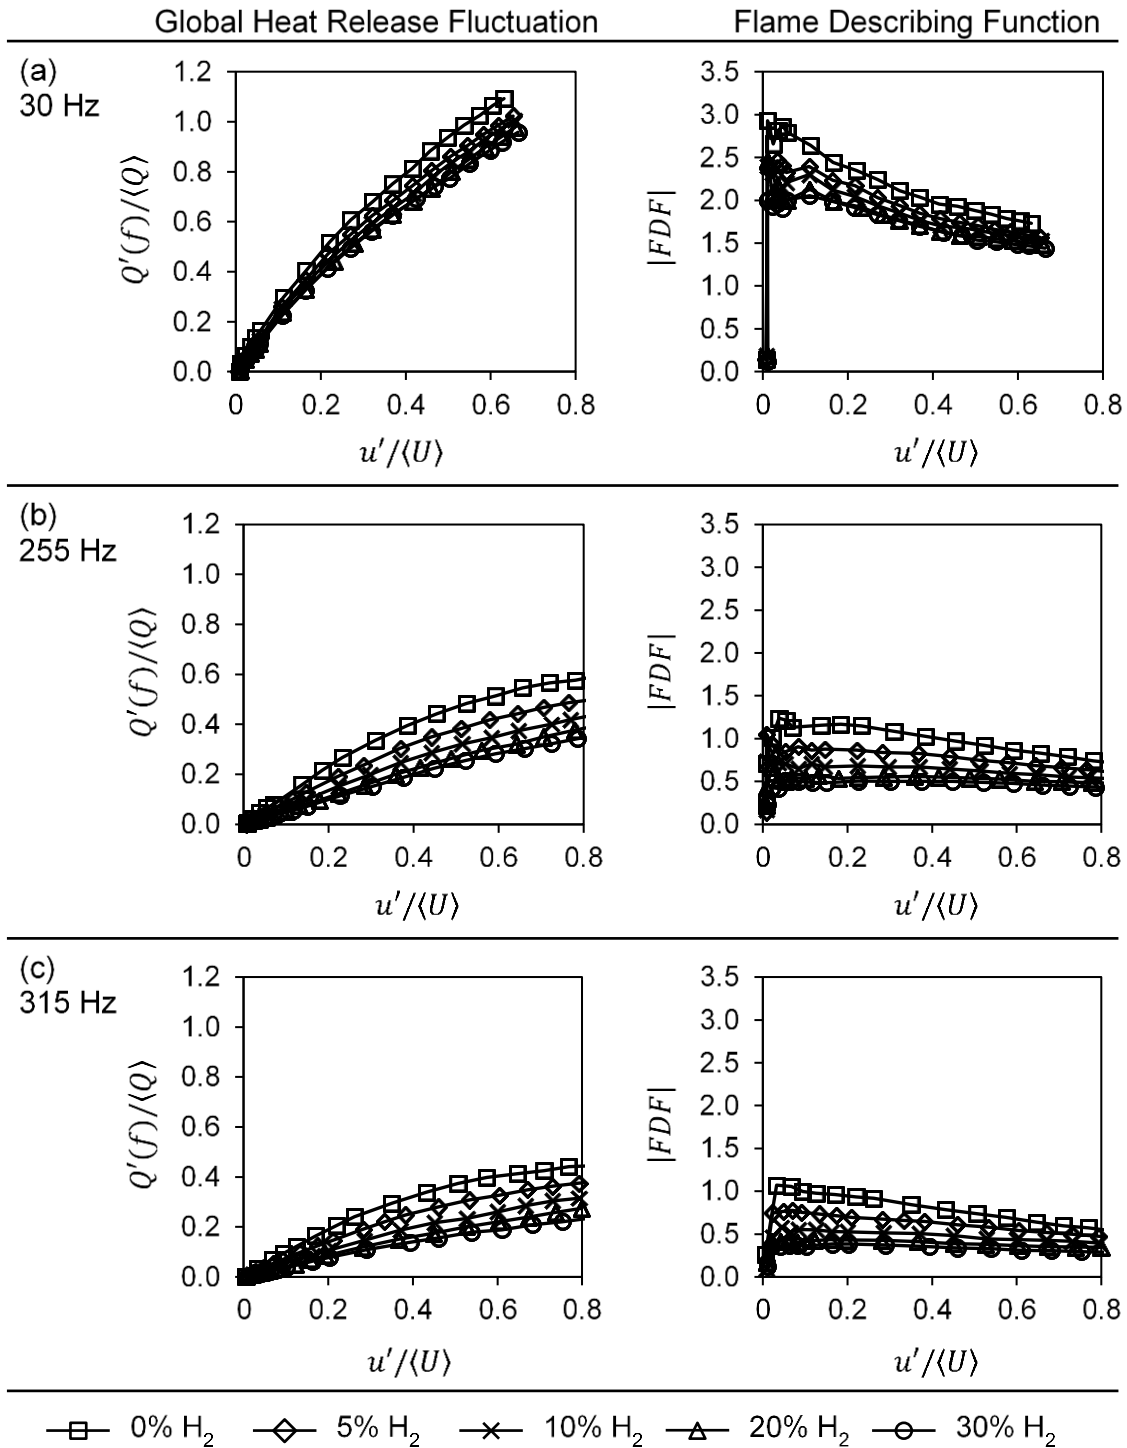 Global Heat Release Fluctuation Flame Describing Function
(a)
30 Hz
Q′(f)/⟨Q⟩
1.2
1.0
0.8
0.6
0.4
0.2
0.0
0 0.2 0.4 0.6 0.8
u′/⟨U⟩
|FDF|
3.5
3.0
2.5
2.0
1.5
1.0
0.5
0.0
0 0.2 0.4 0.6 0.8
u′/⟨U⟩
(b)
255 Hz
Q′(f)/⟨Q⟩
1.2
1.0
0.8
0.6
0.4
0.2
0.0
0 0.2 0.4 0.6 0.8
u′/⟨U⟩
|FDF|
3.5
3.0
2.5
2.0
1.5
1.0
0.5
0.0
0 0.2 0.4 0.6 0.8
u′/⟨U⟩
(c)
315 Hz
Q′(f)/⟨Q⟩
1.2
1.0
0.8
0.6
0.4
0.2
0.0
0 0.2 0.4 0.6 0.8
u′/⟨U⟩
|FDF|
3.5
3.0
2.5
2.0
1.5
1.0
0.5
0.0
0 0.2 0.4 0.6 0.8
u′/⟨U⟩
0% H₂ 5% H₂ 10% H₂ 20% H₂ 30% H₂